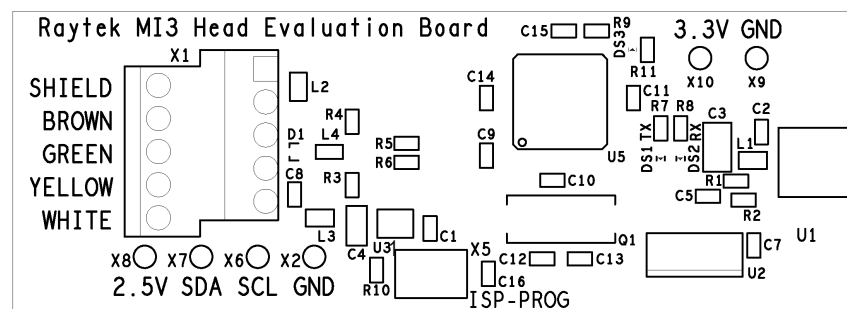 Raytek MI3 Head Evaluation Board
C15
R9
DS3
R11
3.3V GND
X10
X9
X1
SHIELD
BROWN
GREEN
YELLOW
WHITE
L2
R4
D1
L4
R5
R6
C8
R3
L3
C4
U31
C1
C14
C9
C11
U5
C10
R7
R8
TX
RX
DS1
DS2
C3
C2
L1
R1
C5
R2
U1
Q1
C12
C13
C7
U2
X8
X7
X6
X2
2.5V SDA SCL GND
R10
X5
C16
ISP-PROG